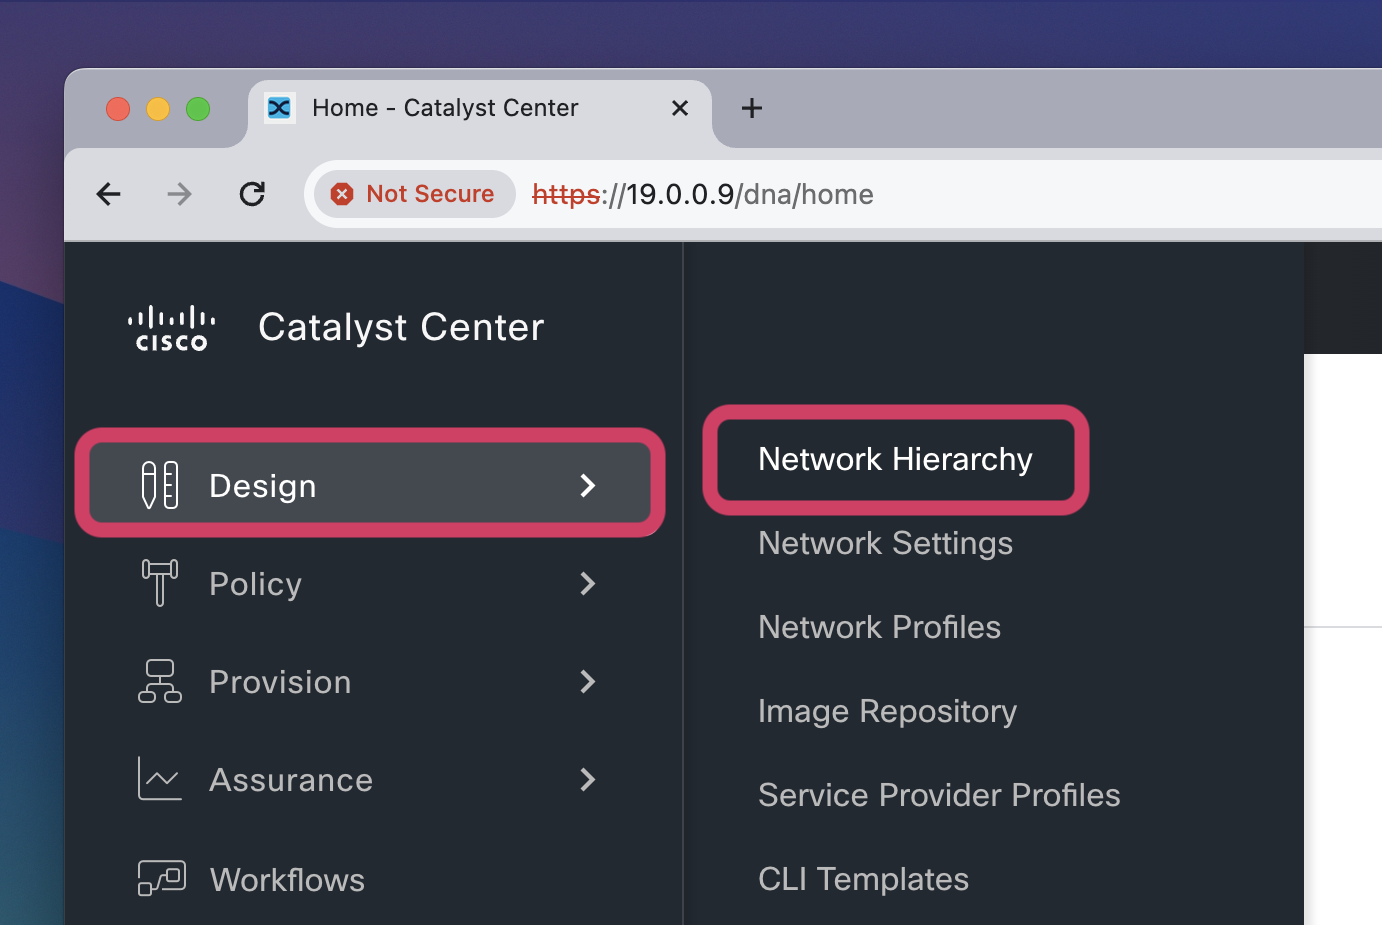 Home - Catalyst Center
Not Secure https://19.0.0.9/dna/home
CISCO Catalyst Center
Design
Policy
Provision
Assurance
Workflows
Network Hierarchy
Network Settings
Network Profiles
Image Repository
Service Provider Profiles
CLI Templates